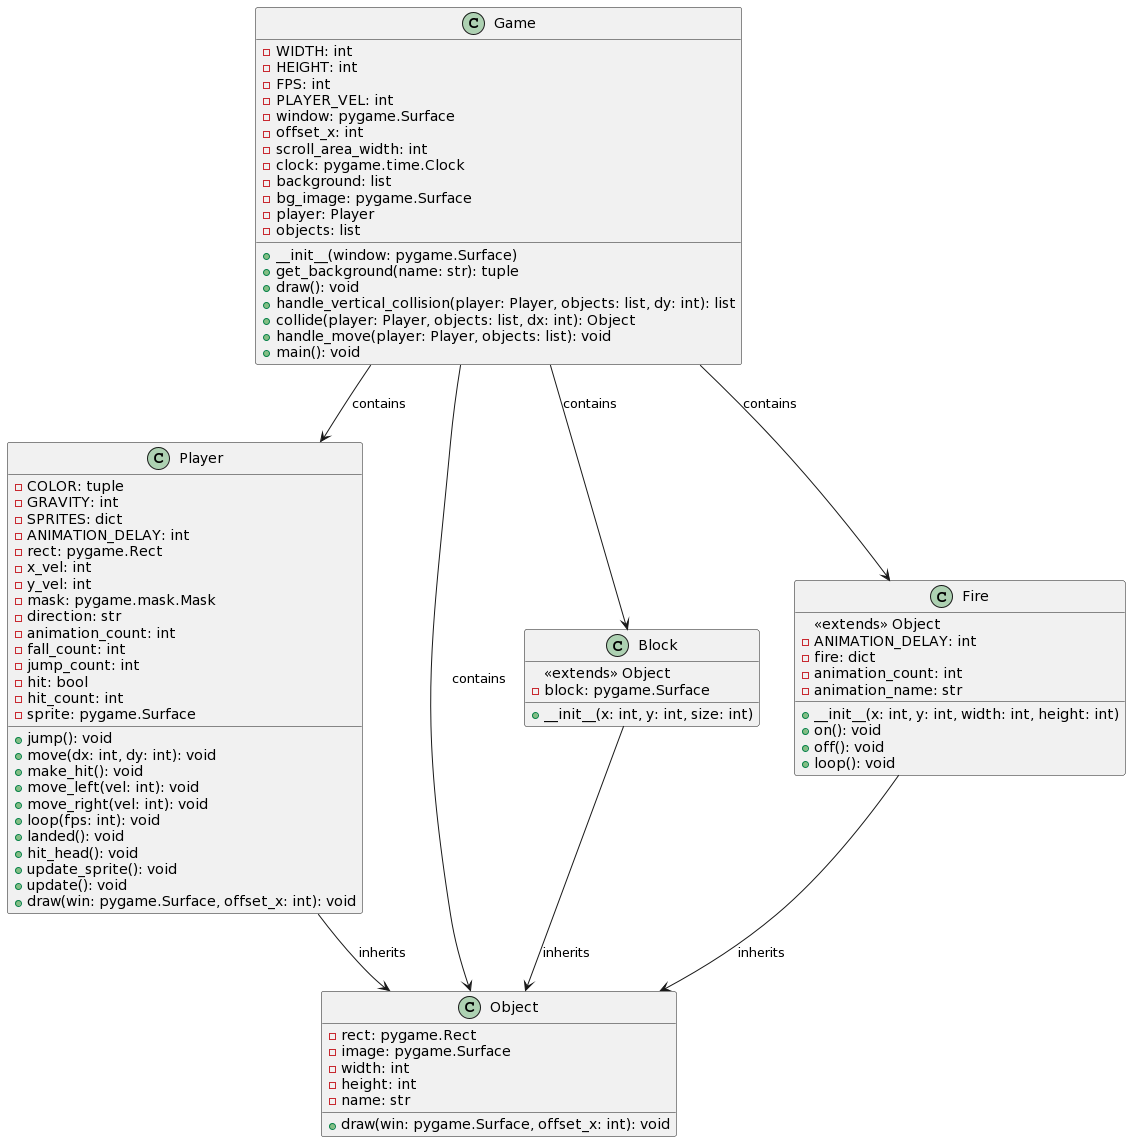 C Game
WIDTH: int
HEIGHT: int
FPS: int
PLAYER_VEL: int
window: pygame.Surface
offset_x: int
scroll_area_width: int
clock: pygame.time.Clock
background: list
bg_image: pygame.Surface
player: Player
objects: list
__init__(window: pygame.Surface)
get_background(name: str): tuple
draw(): void
handle_vertical_collision(player: Player, objects: list, dy: int): list
collide(player: Player, objects: list, dx: int): Object
handle_move(player: Player, objects: list): void
main(): void
contains
contains
contains
contains
C Player
COLOR: tuple
GRAVITY: int
SPRITES: dict
ANIMATION_DELAY: int
rect: pygame.Rect
x_vel: int
y_vel: int
mask: pygame.mask.Mask
direction: str
animation_count: int
fall_count: int
jump_count: int
hit: bool
hit_count: int
sprite: pygame.Surface
jump(): void
move(dx: int, dy: int): void
make_hit(): void
move_left(vel: int): void
move_right(vel: int): void
loop(fps: int): void
landed(): void
hit_head(): void
update_sprite(): void
update(): void
draw(win: pygame.Surface, offset_x: int): void
C Block
«extends» Object
block: pygame.Surface
__init__(x: int, y: int, size: int)
C Fire
«extends» Object
ANIMATION_DELAY: int
fire: dict
animation_count: int
animation_name: str
__init__(x: int, y: int, width: int, height: int)
on(): void
off(): void
loop(): void
inherits
inherits
inherits
C Object
rect: pygame.Rect
image: pygame.Surface
width: int
height: int
name: str
draw(win: pygame.Surface, offset_x: int): void